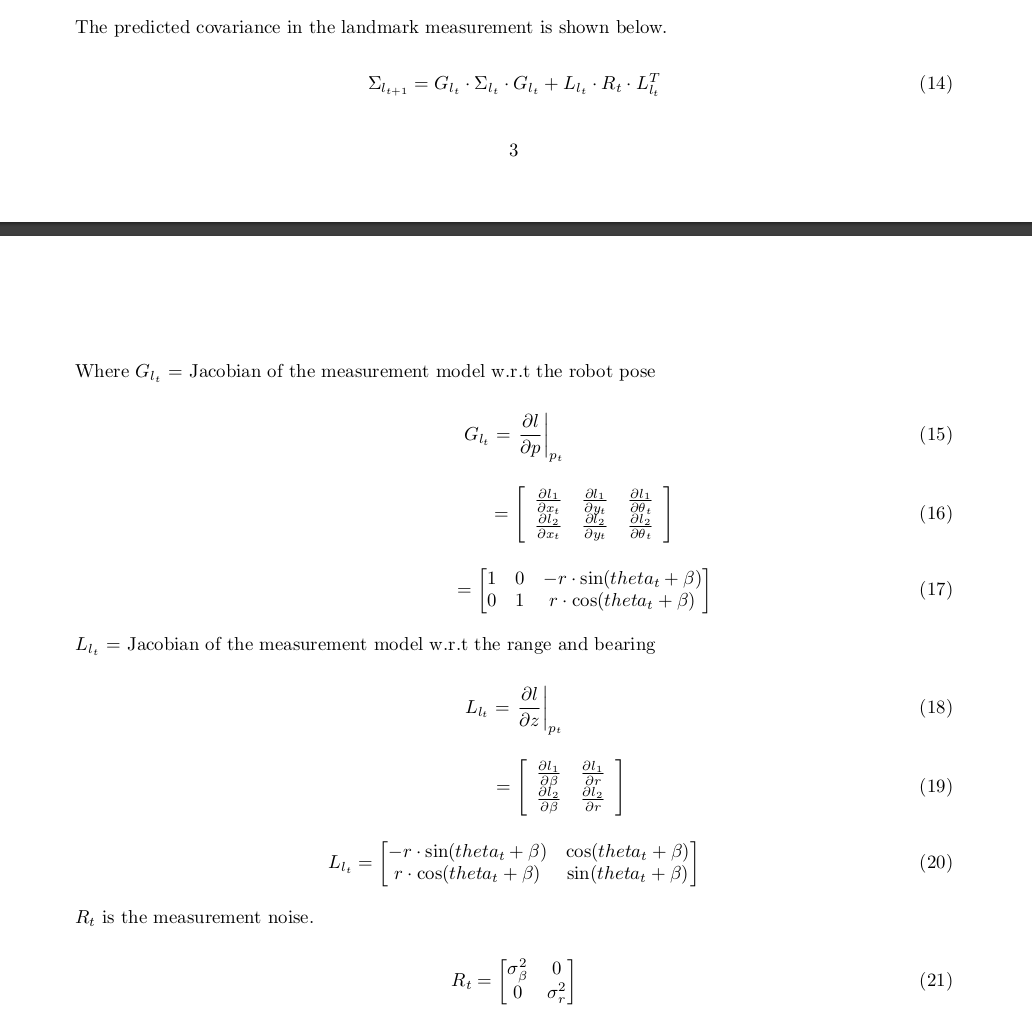 The predicted covariance in the landmark measurement is shown below.
$\Sigma_{l_{t+1}} = G_{l_t} \cdot \Sigma_{l_t} \cdot G_{l_t} + L_{l_t} \cdot R_t \cdot L_{l_t}^T$ (14)
3
Where $G_{l_t}$ = Jacobian of the measurement model w.r.t the robot pose
$G_{l_t} = \left. \frac{\partial l}{\partial p} \right|_{p_t}$ (15)
$= \begin{bmatrix} \frac{\partial l_1}{\partial x_t} & \frac{\partial l_1}{\partial y_t} & \frac{\partial l_1}{\partial \theta_t} \\ \frac{\partial l_2}{\partial x_t} & \frac{\partial l_2}{\partial y_t} & \frac{\partial l_2}{\partial \theta_t} \end{bmatrix}$ (16)
$= \begin{bmatrix} 1 & 0 & -r \cdot \sin(theta_t + \beta) \\ 0 & 1 & r \cdot \cos(theta_t + \beta) \end{bmatrix}$ (17)
$L_{l_t}$ = Jacobian of the measurement model w.r.t the range and bearing
$L_{l_t} = \left. \frac{\partial l}{\partial z} \right|_{p_t}$ (18)
$= \begin{bmatrix} \frac{\partial l_1}{\partial \beta} & \frac{\partial l_1}{\partial r} \\ \frac{\partial l_2}{\partial \beta} & \frac{\partial l_2}{\partial r} \end{bmatrix}$ (19)
$L_{l_t} = \begin{bmatrix} -r \cdot \sin(theta_t + \beta) & \cos(theta_t + \beta) \\ r \cdot \cos(theta_t + \beta) & \sin(theta_t + \beta) \end{bmatrix}$ (20)
$R_t$ is the measurement noise.
$R_t = \begin{bmatrix} \sigma_\beta^2 & 0 \\ 0 & \sigma_r^2 \end{bmatrix}$ (21)